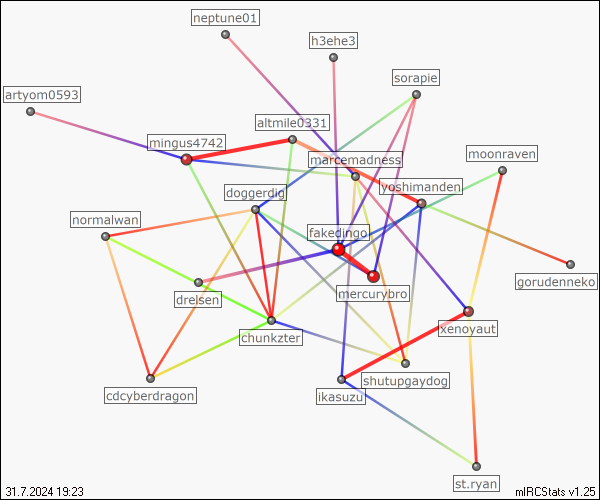 neptune01
h3ehe3
sorapie
artyom0593
altmile0331
mingus4742
marcemadness
moonraven
yoshimanden
doggerdig
normalwan
fakedingo
gorudenneko
mercurybro
drelsen
xenoyaut
chunkzter
shutupgaydog
cdcyberdragon
ikasuzu
st.ryan
31.7.2024 19:23
mIRCStats v1.25